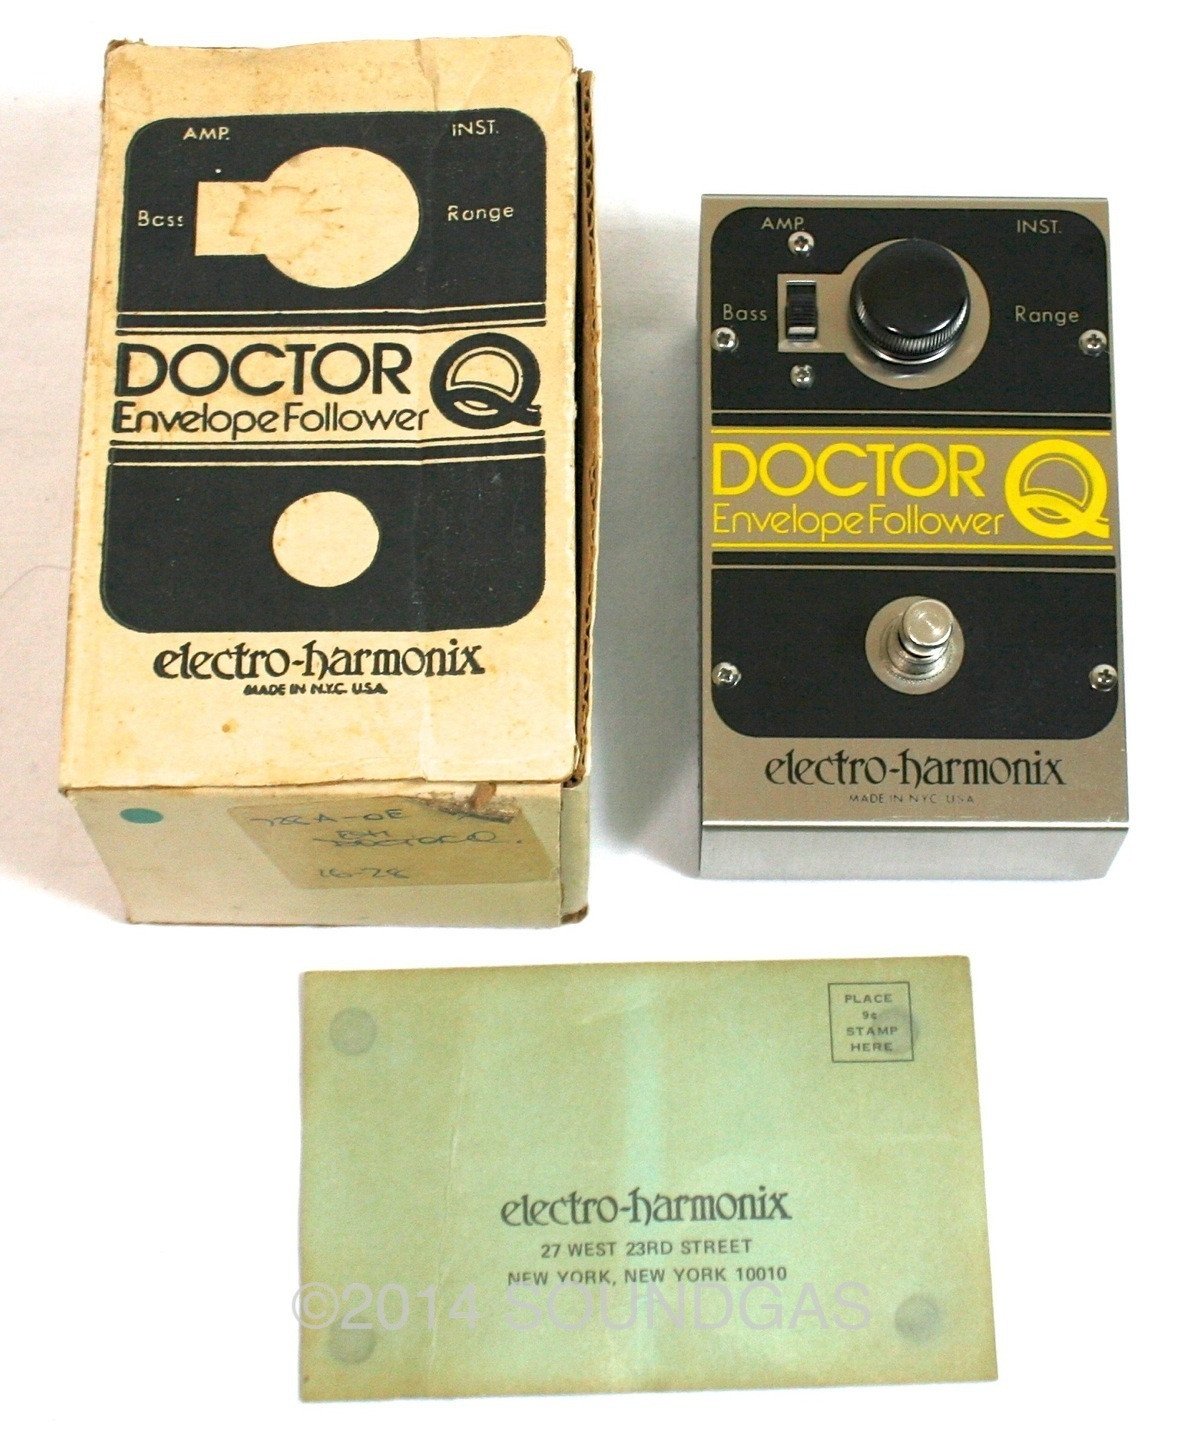 AMP. INST.
Bass Range
DOCTOR Q
Envelope Follower
electro-harmonix
MADE IN N.Y.C. U.S.A.
16-78
AMP. INST.
Bass Range
DOCTOR Q
Envelope Follower
electro-harmonix
MADE IN N.Y.C. U.S.A.
PLACE
9¢
STAMP
HERE
electro-harmonix
27 WEST 23RD STREET
NEW YORK, NEW YORK 10010
©2014 SOUNDGAS